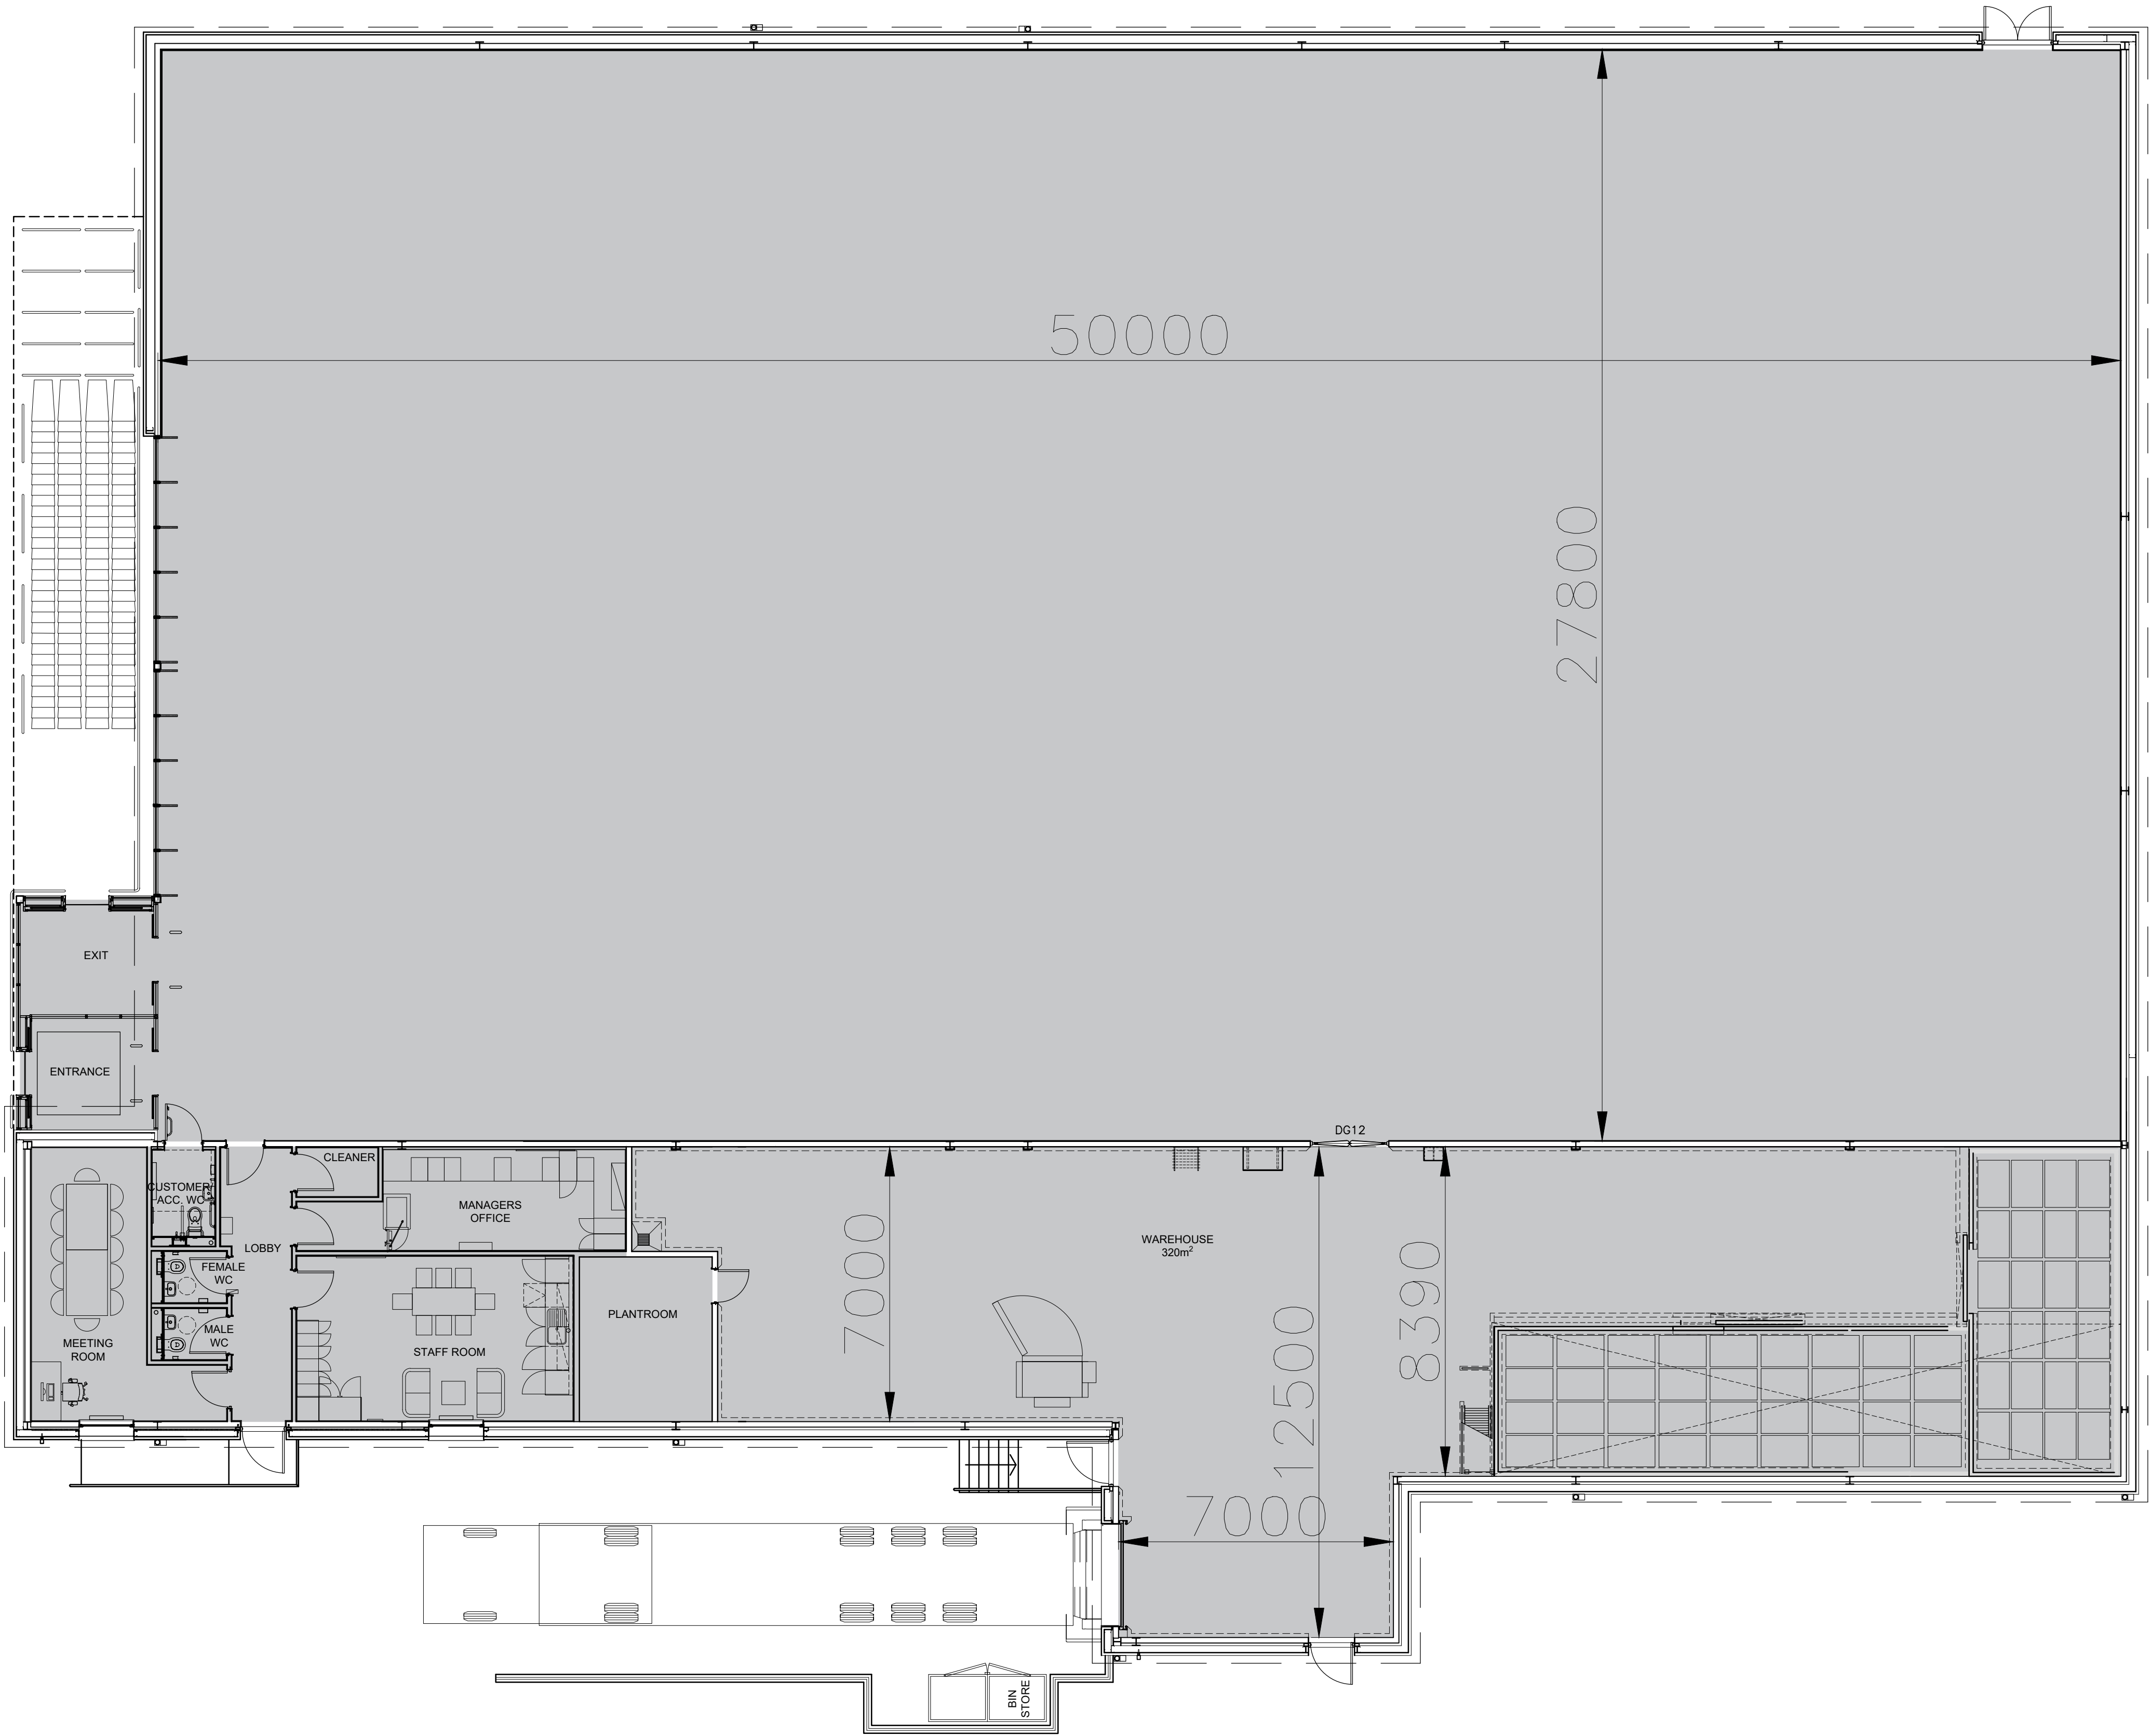 50000
27800
EXIT
ENTRANCE
DG12
CLEANER
CUSTOMER/
ACC. WC
MANAGERS
OFFICE
7000
WAREHOUSE
320m²
8390
LOBBY
FEMALE
WC
PLANTROOM
12500
MALE
WC
MEETING
ROOM
STAFF ROOM
7000
BIN
STORE